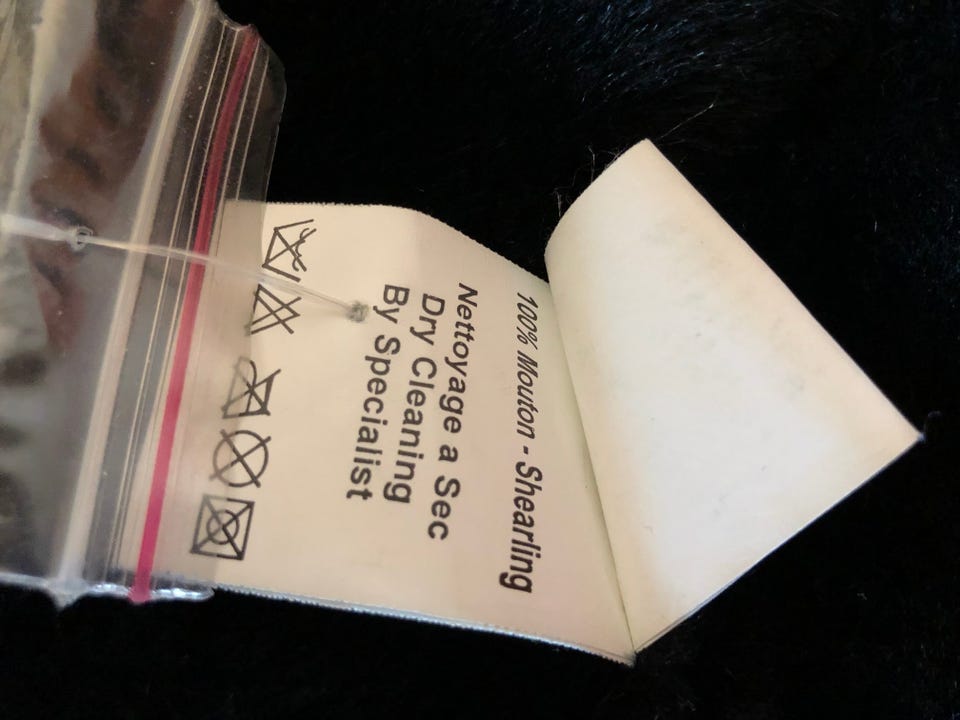 100% Mouton - Shearling
Nettoyage a Sec
Dry Cleaning
By Specialist